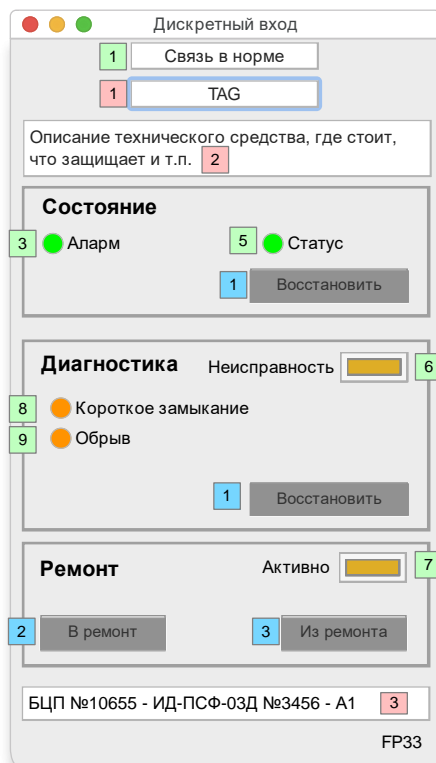 Дискретный вход
1 Связь в норме
1 TAG
Описание технического средства, где стоит,
что защищает и т.п. 2
Состояние
3 Аларм 5 Статус
1 Восстановить
Диагностика Неисправность 6
8 Короткое замыкание
9 Обрыв
1 Восстановить
Ремонт Активно 7
2 В ремонт 3 Из ремонта
БЦП №10655 - ИД-ПСФ-03Д №3456 - А1 3
FP33